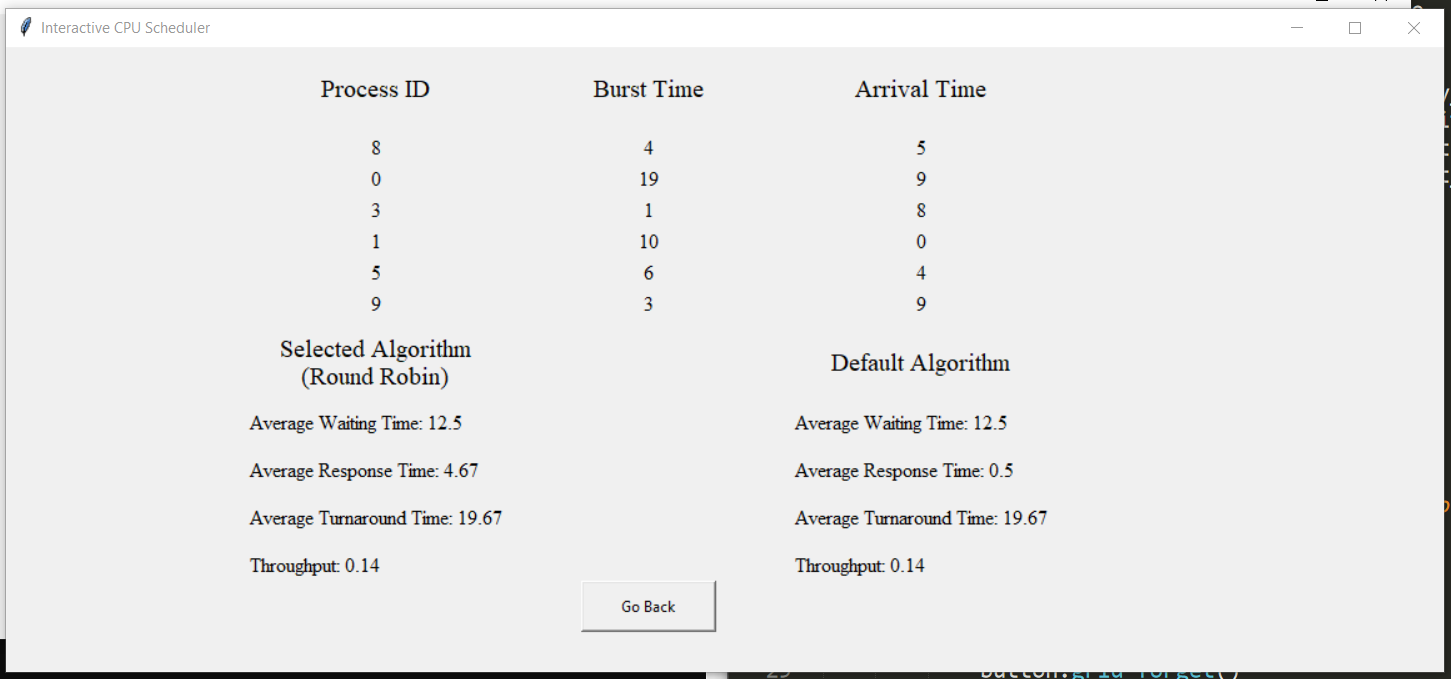 Interactive CPU Scheduler
Process ID Burst Time Arrival Time
8 4 5
0 19 9
3 1 8
1 10 0
5 6 4
9 3 9
Selected Algorithm
(Round Robin)
Default Algorithm
Average Waiting Time: 12.5 Average Waiting Time: 12.5
Average Response Time: 4.67 Average Response Time: 0.5
Average Turnaround Time: 19.67 Average Turnaround Time: 19.67
Throughput: 0.14 Throughput: 0.14
Go Back